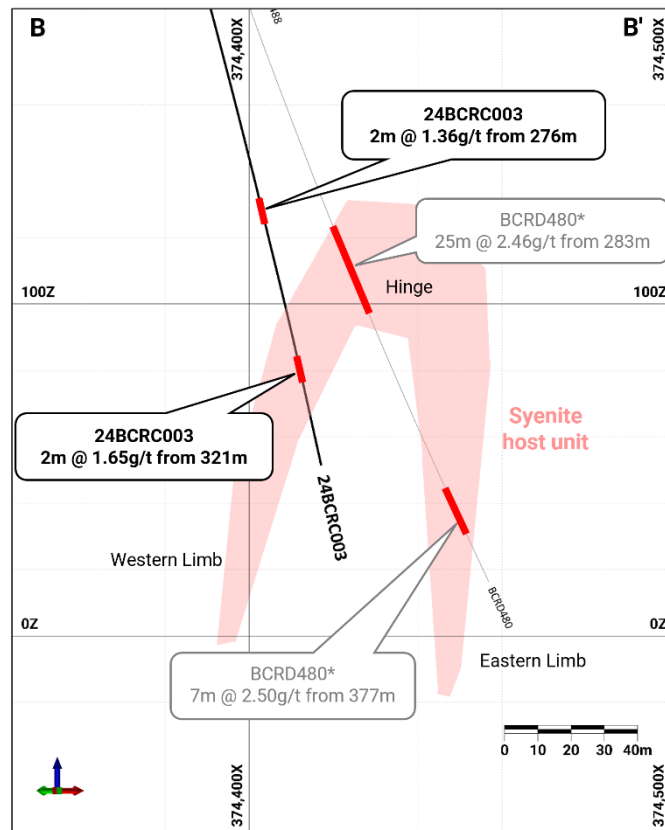 B
B'
374,400X
488
374,500X
24BCRC003
2m @ 1.36g/t from 276m
BCRD480*
25m @ 2.46g/t from 283m
Hinge
100Z
100Z
24BCRC003
2m @ 1.65g/t from 321m
Syenite
host unit
24BCRC003
Western Limb
BCRD480
0Z
0Z
BCRD480*
7m @ 2.50g/t from 377m
Eastern Limb
0 10 20 30 40m
374,400X
374,500X